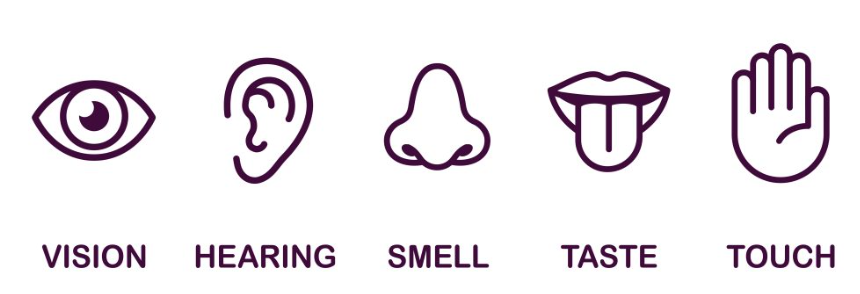 VISION HEARING SMELL TASTE TOUCH